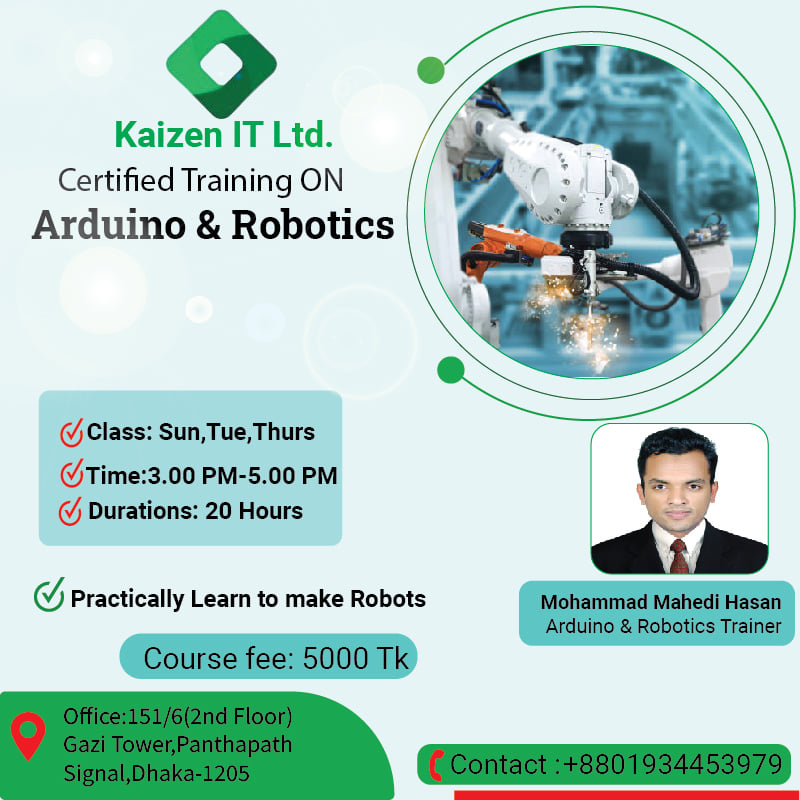 Kaizen IT Ltd.
Certified Training ON
Arduino & Robotics
Class: Sun,Tue,Thurs
Time:3.00 PM-5.00 PM
Durations: 20 Hours
Practically Learn to make Robots
Course fee: 5000 Tk
Mohammad Mahedi Hasan
Arduino & Robotics Trainer
Office:151/6(2nd Floor)
Gazi Tower,Panthapath
Signal,Dhaka-1205
Contact :+8801934453979